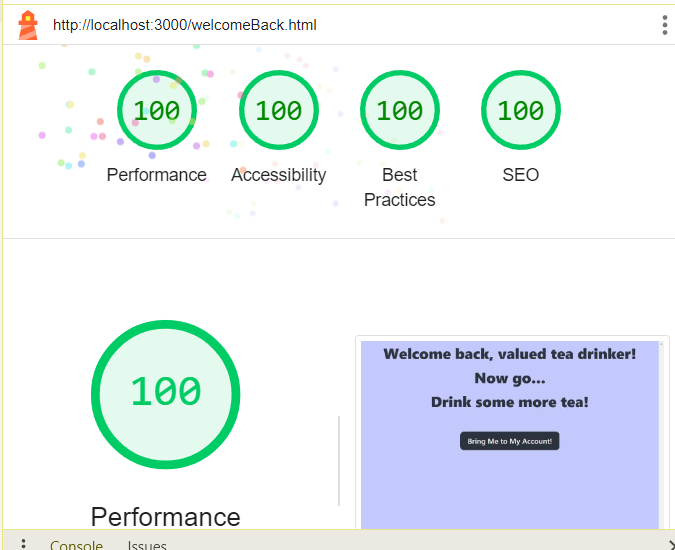 http://localhost:3000/welcomeBack.html
100 100 100 100
Performance Accessibility Best Practices SEO
100
Performance
Welcome back, valued tea drinker!
Now go...
Drink some more tea!
Bring Me to My Account!
Console Issues